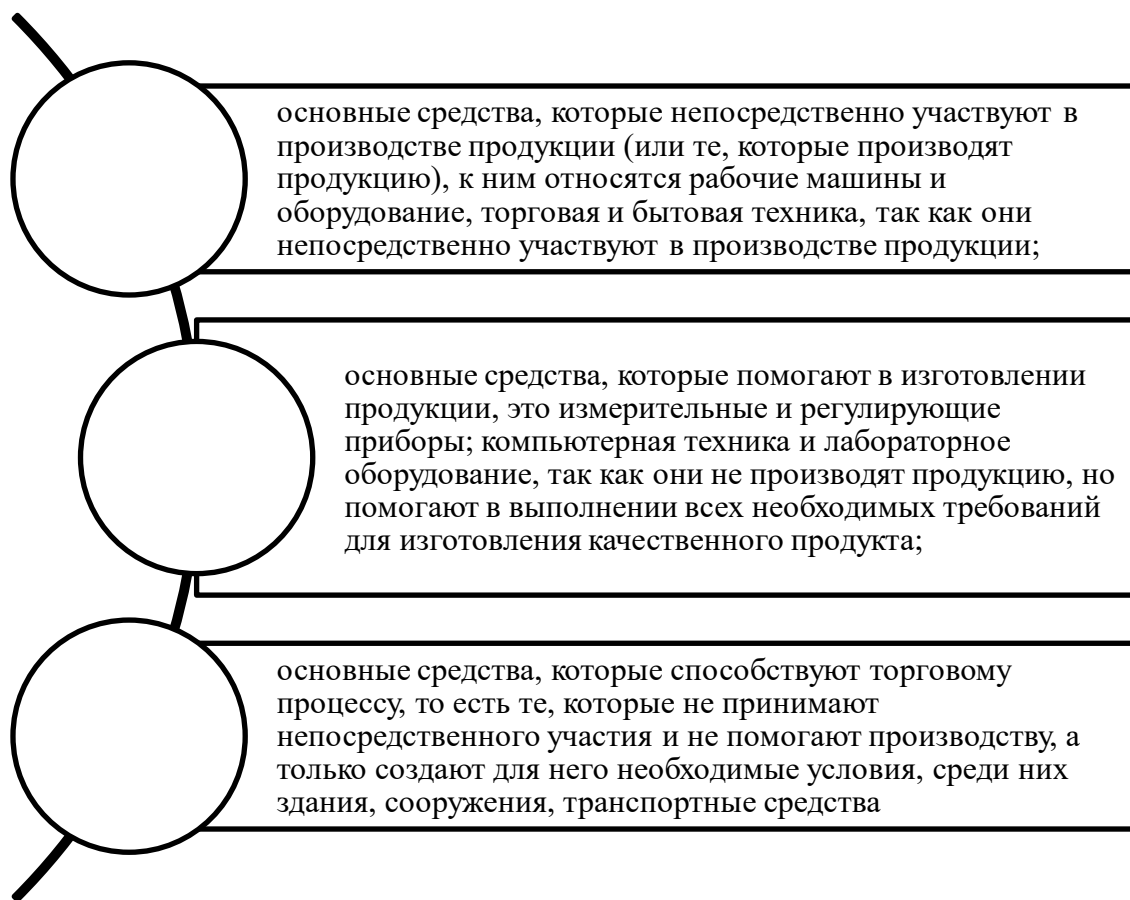 основные средства, которые непосредственно участвуют в
производстве продукции (или те, которые производят
продукцию), к ним относятся рабочие машины и
оборудование, торговая и бытовая техника, так как они
непосредственно участвуют в производстве продукции;
основные средства, которые помогают в изготовлении
продукции, это измерительные и регулирующие
приборы; компьютерная техника и лабораторное
оборудование, так как они не производят продукцию, но
помогают в выполнении всех необходимых требований
для изготовления качественного продукта;
основные средства, которые способствуют торговому
процессу, то есть те, которые не принимают
непосредственного участия и не помогают производству, а
только создают для него необходимые условия, среди них
здания, сооружения, транспортные средства